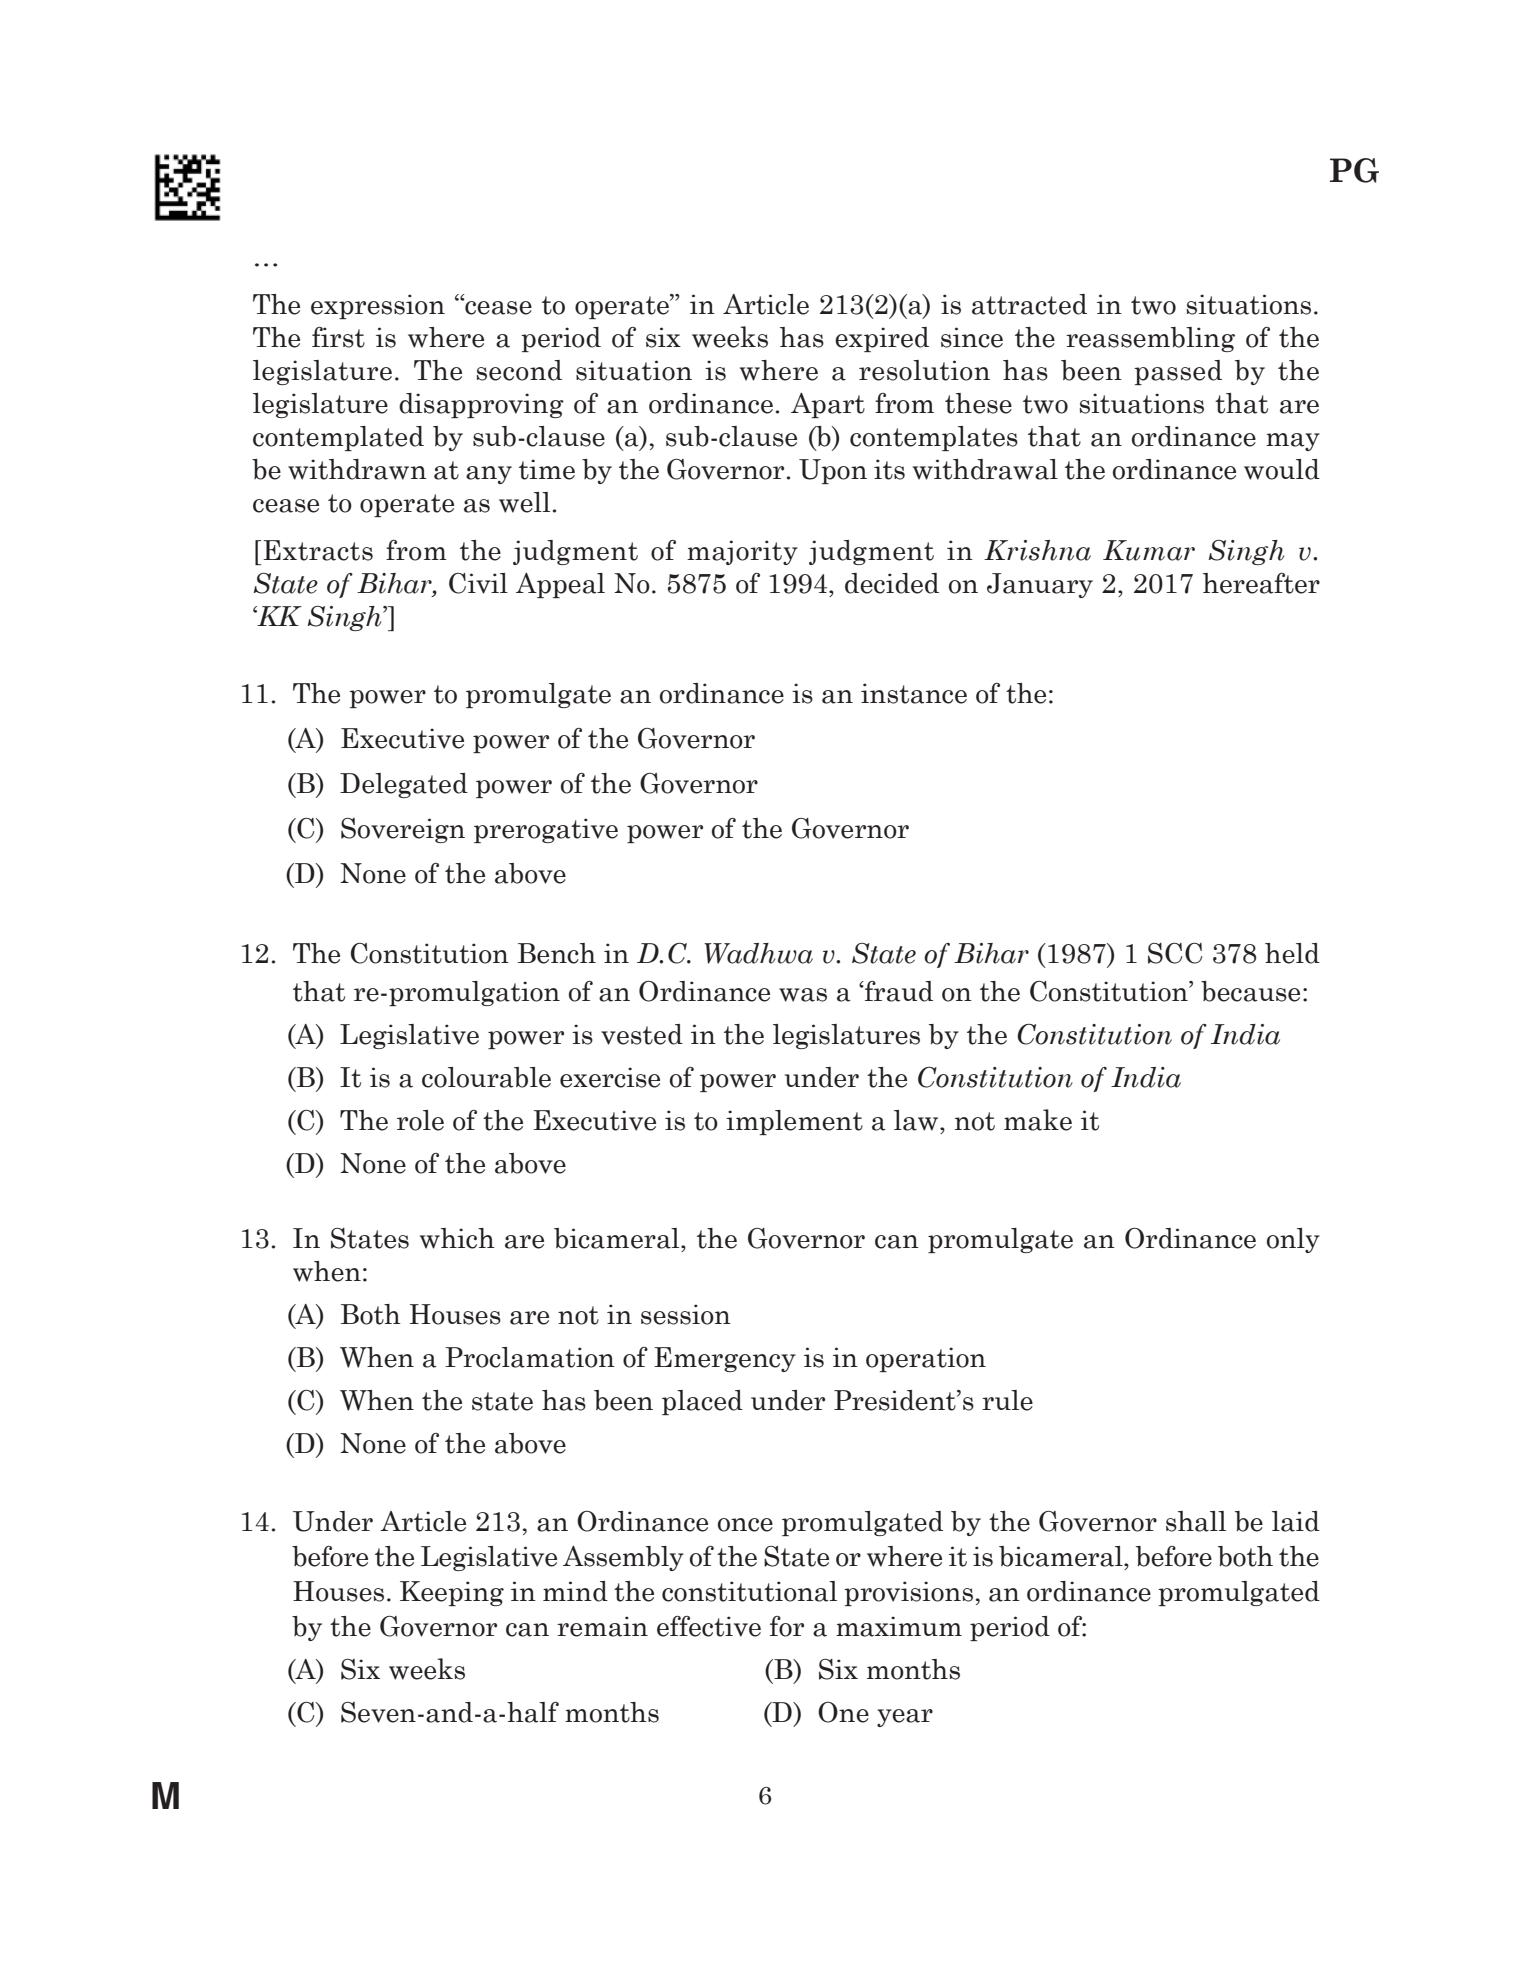 PG
...
The expression “cease to operate” in Article 213(2)(a) is attracted in two situations.
The first is where a period of six weeks has expired since the reassembling of the
legislature. The second situation is where a resolution has been passed by the
legislature disapproving of an ordinance. Apart from these two situations that are
contemplated by sub-clause (a), sub-clause (b) contemplates that an ordinance may
be withdrawn at any time by the Governor. Upon its withdrawal the ordinance would
cease to operate as well.
[Extracts from the judgment of majority judgment in Krishna Kumar Singh v.
State of Bihar, Civil Appeal No. 5875 of 1994, decided on January 2, 2017 hereafter
‘KK Singh’]
11. The power to promulgate an ordinance is an instance of the:
(A) Executive power of the Governor
(B) Delegated power of the Governor
(C) Sovereign prerogative power of the Governor
(D) None of the above
12. The Constitution Bench in D.C. Wadhwa v. State of Bihar (1987) 1 SCC 378 held
that re-promulgation of an Ordinance was a ‘fraud on the Constitution’ because:
(A) Legislative power is vested in the legislatures by the Constitution of India
(B) It is a colourable exercise of power under the Constitution of India
(C) The role of the Executive is to implement a law, not make it
(D) None of the above
13. In States which are bicameral, the Governor can promulgate an Ordinance only
when:
(A) Both Houses are not in session
(B) When a Proclamation of Emergency is in operation
(C) When the state has been placed under President’s rule
(D) None of the above
14. Under Article 213, an Ordinance once promulgated by the Governor shall be laid
before the Legislative Assembly of the State or where it is bicameral, before both the
Houses. Keeping in mind the constitutional provisions, an ordinance promulgated
by the Governor can remain effective for a maximum period of:
(A) Six weeks (B) Six months
(C) Seven-and-a-half months (D) One year
M 6